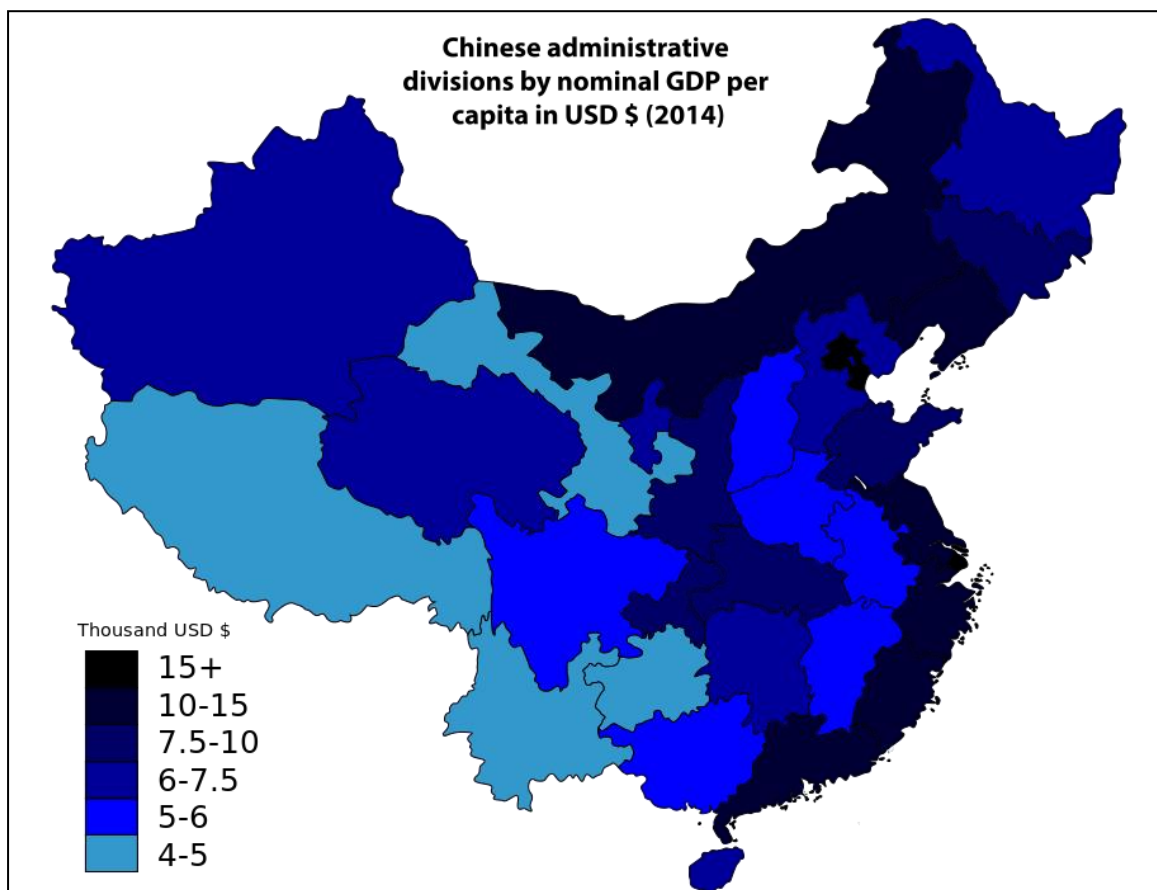 Chinese administrative
divisions by nominal GDP per
capita in USD $ (2014)
Thousand USD $
15+
10-15
7.5-10
6-7.5
5-6
4-5